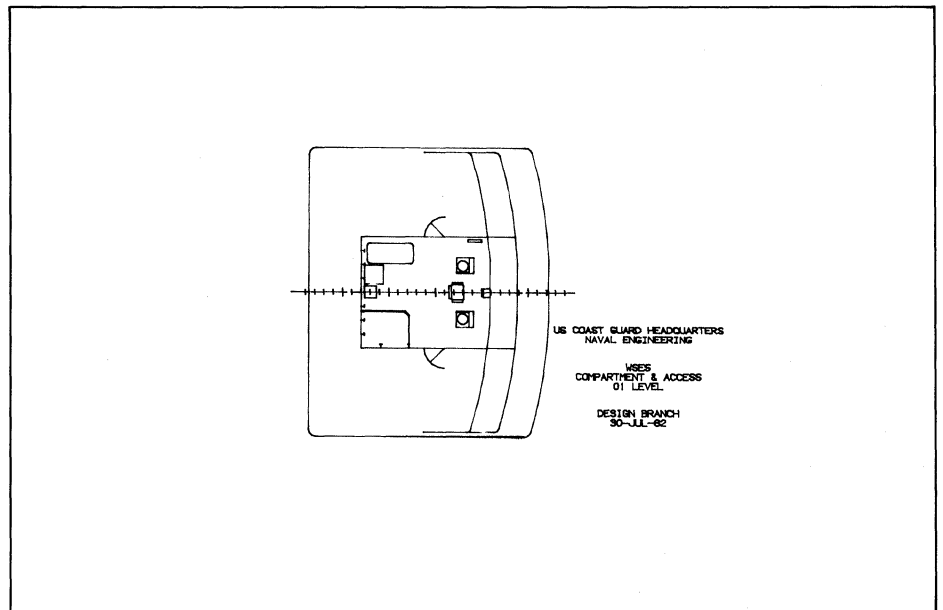 US COAST GUARD HEADQUARTERS
NAVAL ENGINEERING
WSES
COMPARTMENT & ACCESS
01 LEVEL
DESIGN BRANCH
30-JUL-82